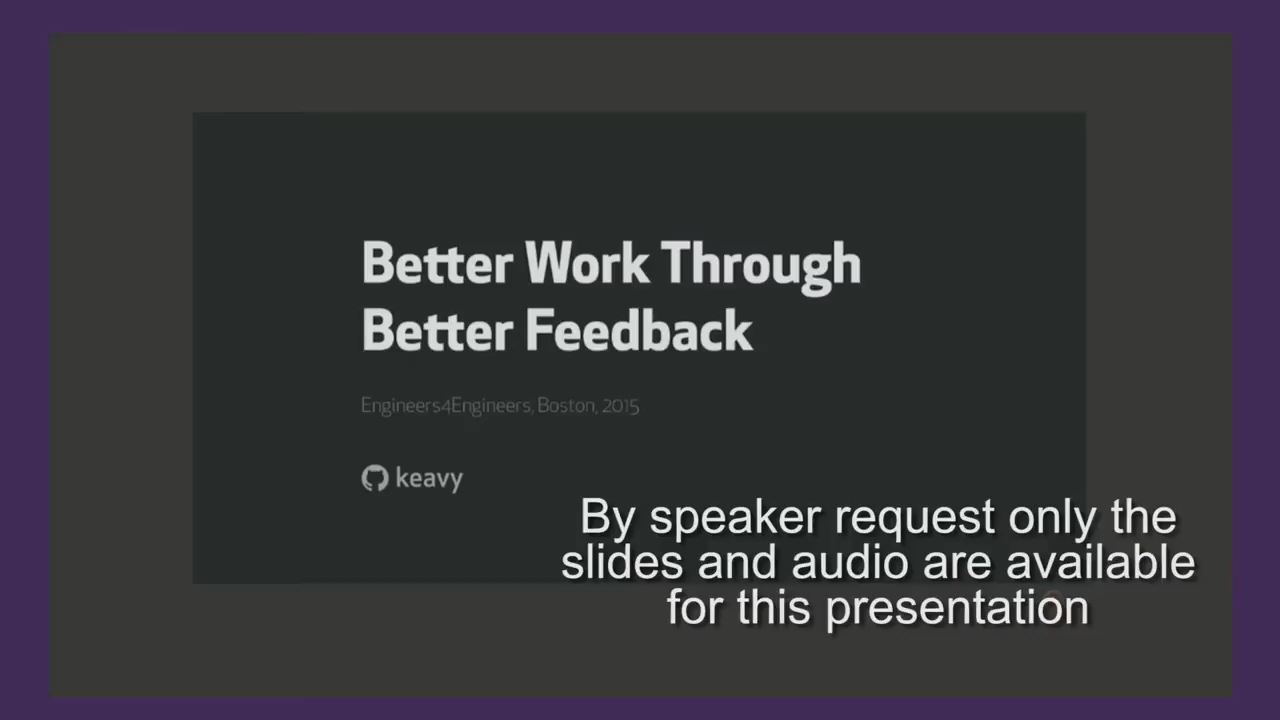 Better Work Through
Better Feedback
Engineers4Engineers, Boston, 2015
keavy
By speaker request only the
slides and audio are available
for this presentation